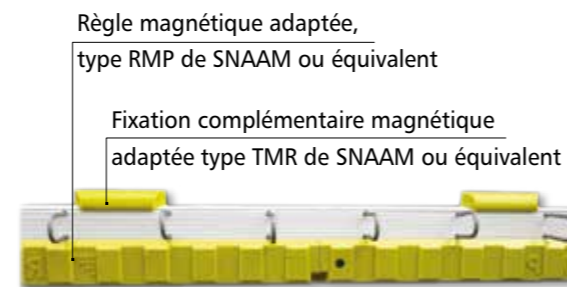 Règle magnétique adaptée,
type RMP de SNAAM ou équivalent
Fixation complémentaire magnétique
adaptée type TMR de SNAAM ou équivalent